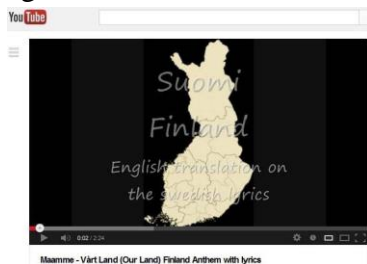 You Tube
Suomi
Finland
English translation on
the swedish lyrics
0:02 / 2:24
Maamme - Vårt Land (Our Land) Finland Anthem with lyrics